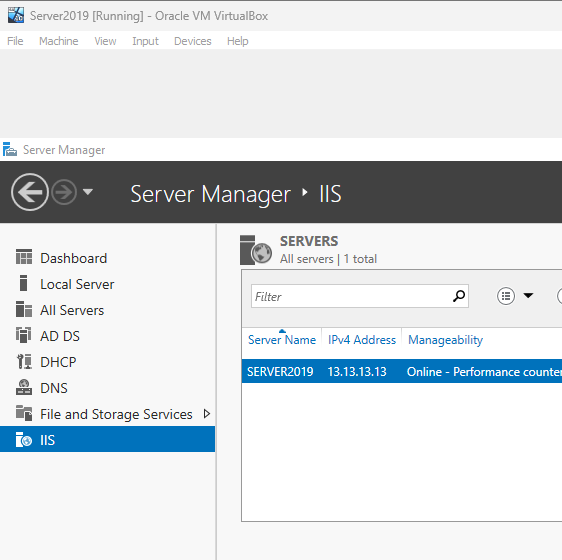 Server2019 [Running] - Oracle VM VirtualBox
File Machine View Input Devices Help
Server Manager
Server Manager IIS
Dashboard
Local Server
All Servers
AD DS
DHCP
DNS
File and Storage Services
IIS
SERVERS
All servers | 1 total
Filter
Server Name IPv4 Address Manageability
SERVER2019 13.13.13.13 Online - Performance counter